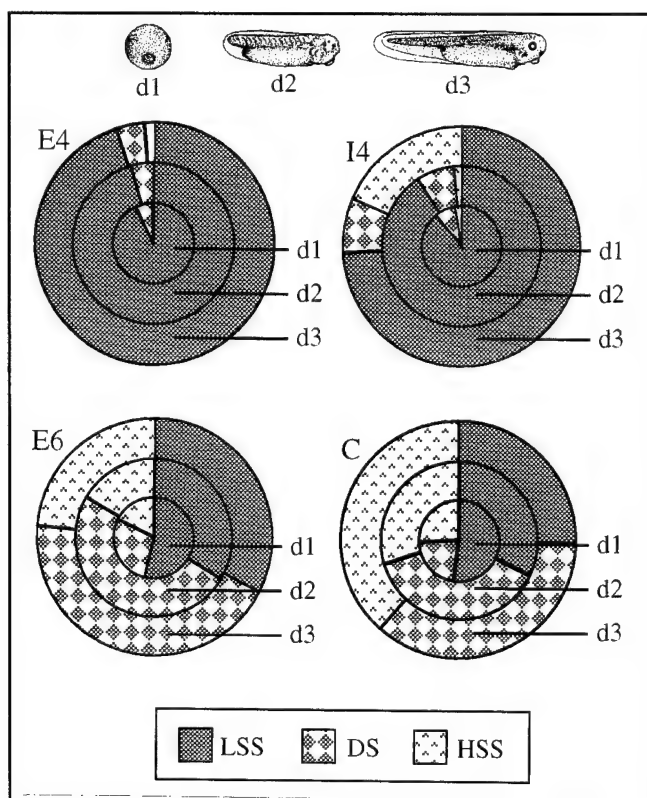 d1 d2 d3
E4 I4
d1 d1
d2 d2
d3 d3
E6 C
d1 d1
d2 d2
d3 d3
LSS DS HSS